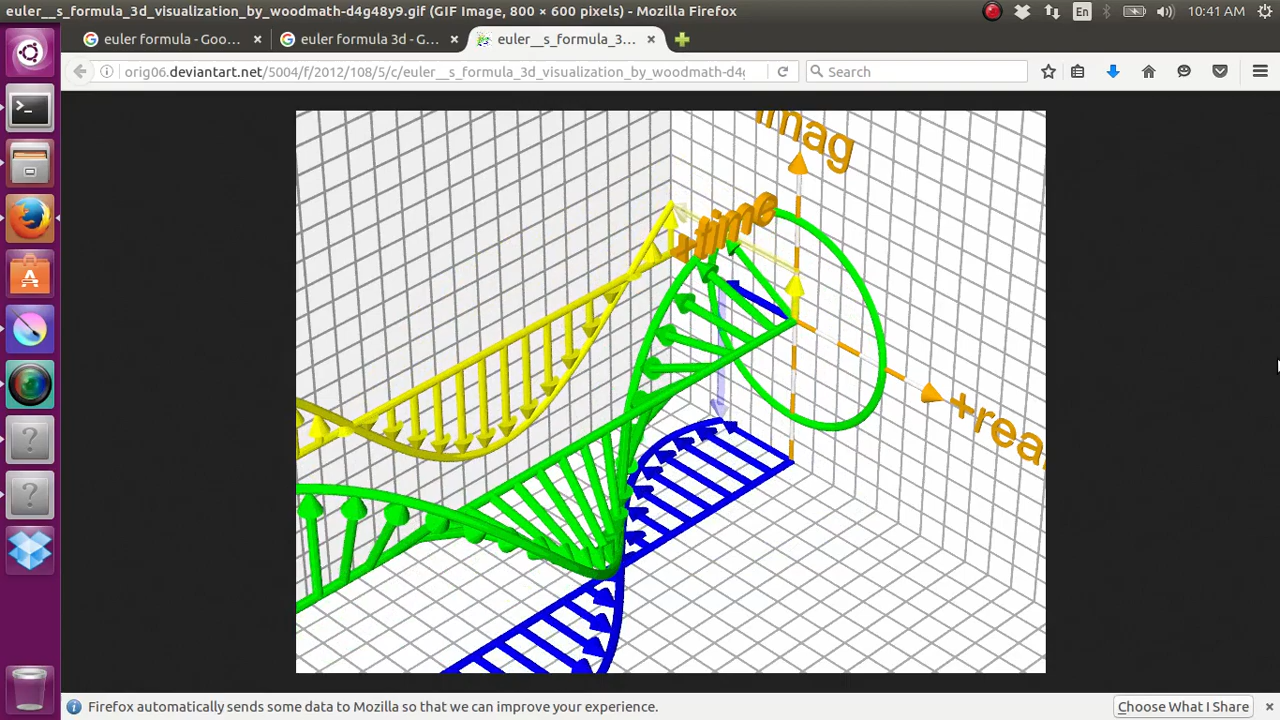 euler__s_formula_3d_visualization_by_woodmath-d4g48y9.gif (GIF Image, 800 × 600 pixels) - Mozilla Firefox
En
10:41 AM
euler formula - Goo...
euler formula 3d - G...
euler__s_formula_3...
orig06.deviantart.net/5004/f/2012/108/5/c/euler__s_formula_3d_visualization_by_woodmath-d4g
Search
imag
+time
+rea
Firefox automatically sends some data to Mozilla so that we can improve your experience.
Choose What I Share